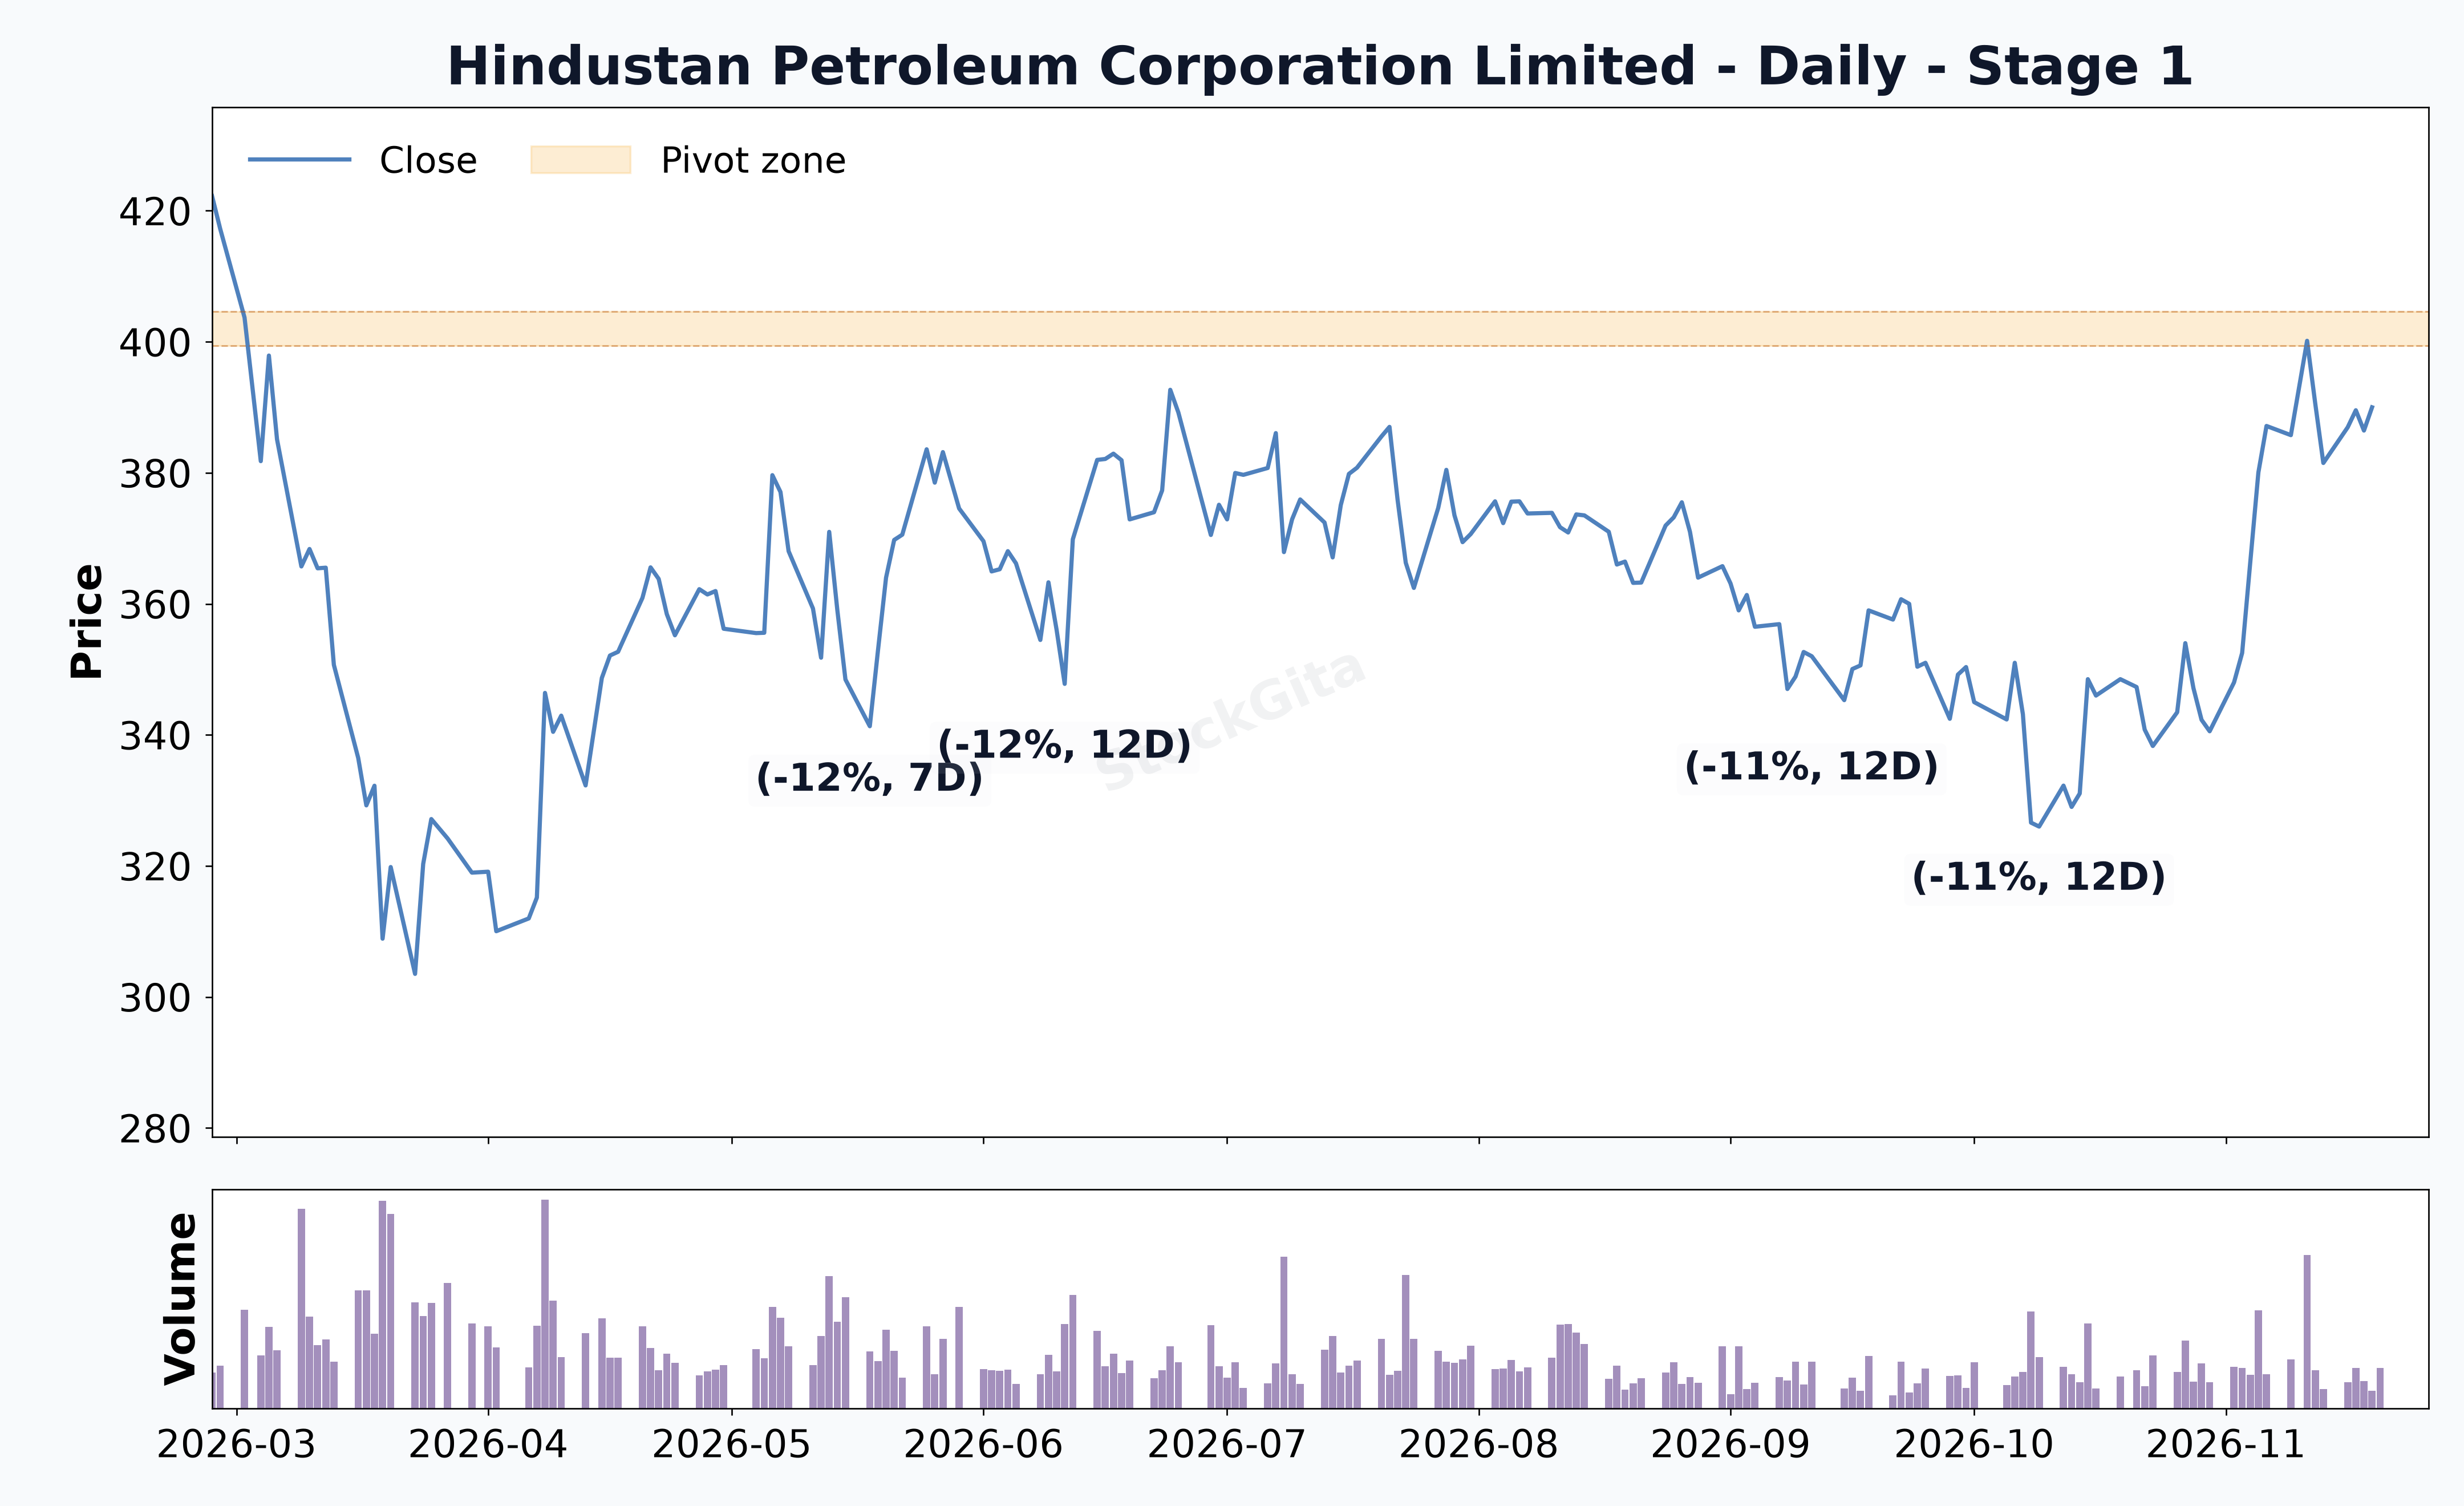 Hindustan Petroleum Corporation Limited - Daily - Stage 1
Close
Pivot zone
Price
420
400
380
360
340
320
300
280
StockGita
(-12%, 7D)
(-12%, 12D)
(-11%, 12D)
(-11%, 12D)
Volume
2026-03
2026-04
2026-05
2026-06
2026-07
2026-08
2026-09
2026-10
2026-11